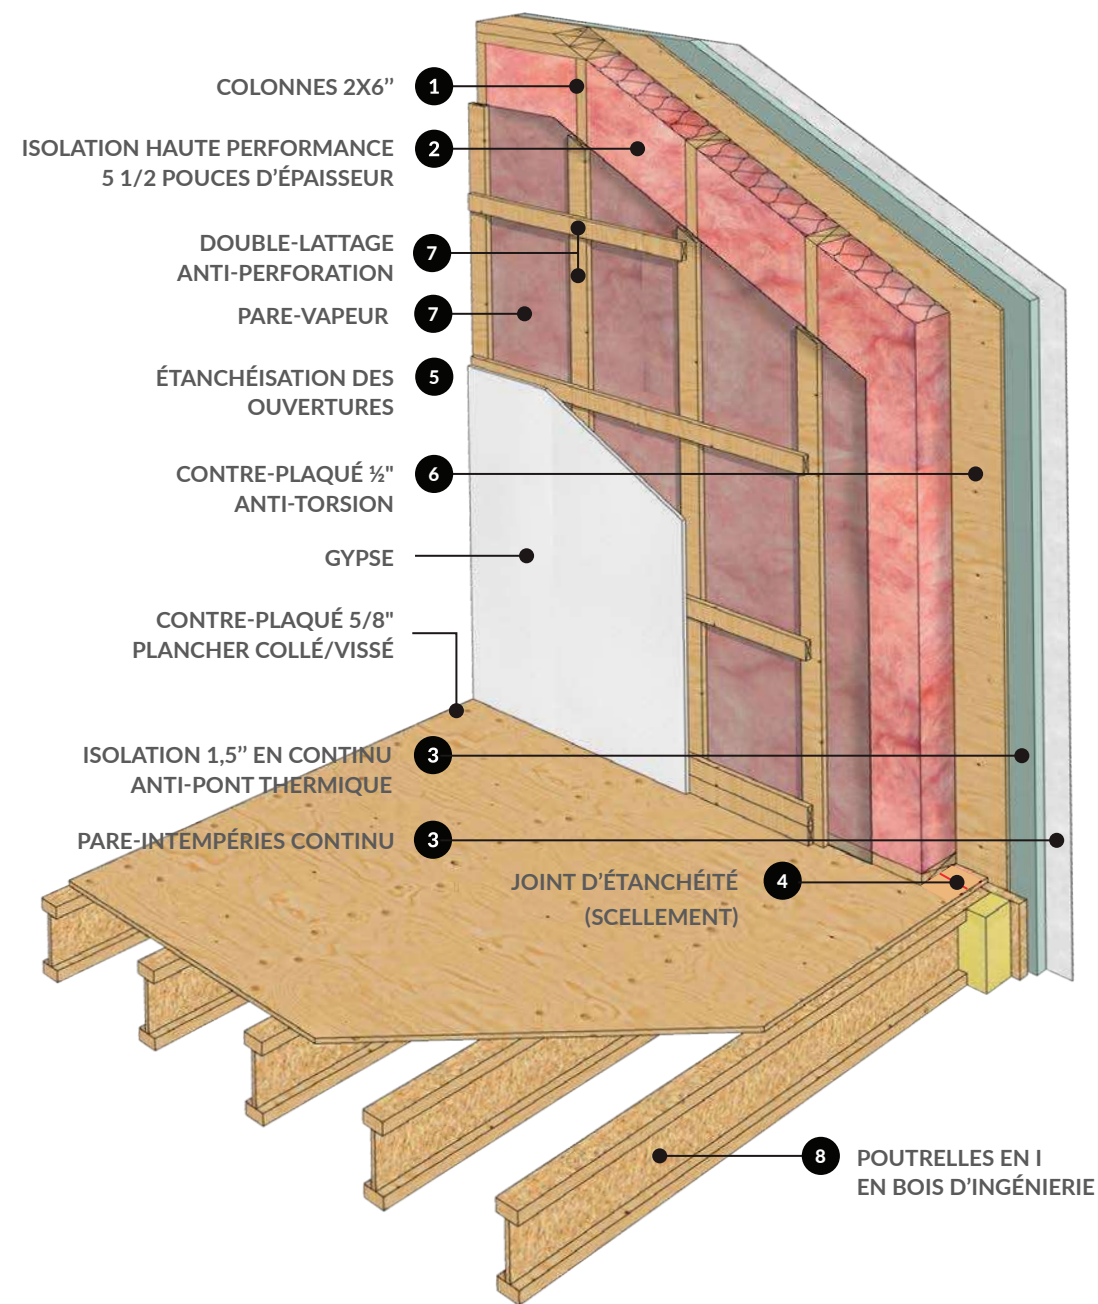 COLONNES 2X6’’ 1
ISOLATION HAUTE PERFORMANCE 2
5 1/2 POUCES D’ÉPAISSEUR
DOUBLE-LATTAGE
ANTI-PERFORATION 7
PARE-VAPEUR 7
ÉTANCHÉISATION DES 5
OUVERTURES
CONTRE-PLAQUÉ ½" 6
ANTI-TORSION
GYPSE
CONTRE-PLAQUÉ 5/8"
PLANCHER COLLÉ/VISSÉ
ISOLATION 1,5’’ EN CONTINU 3
ANTI-PONT THERMIQUE
PARE-INTEMPÉRIES CONTINU 3
JOINT D’ÉTANCHÉITÉ 4
(SCELLEMENT)
8 POUTRELLES EN I
EN BOIS D’INGÉNIERIE